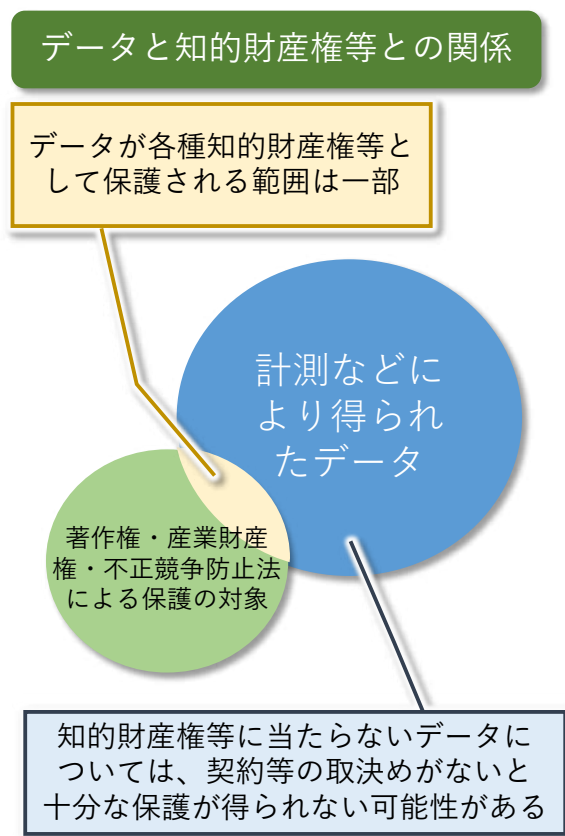 データと知的財産権等との関係
データが各種知的財産権等と
して保護される範囲は一部
計測などに
より得られ
たデータ
著作権・産業財産
権・不正競争防止法
による保護の対象
知的財産権等に当たらないデータに
ついては、契約等の取決めがないと
十分な保護が得られない可能性がある